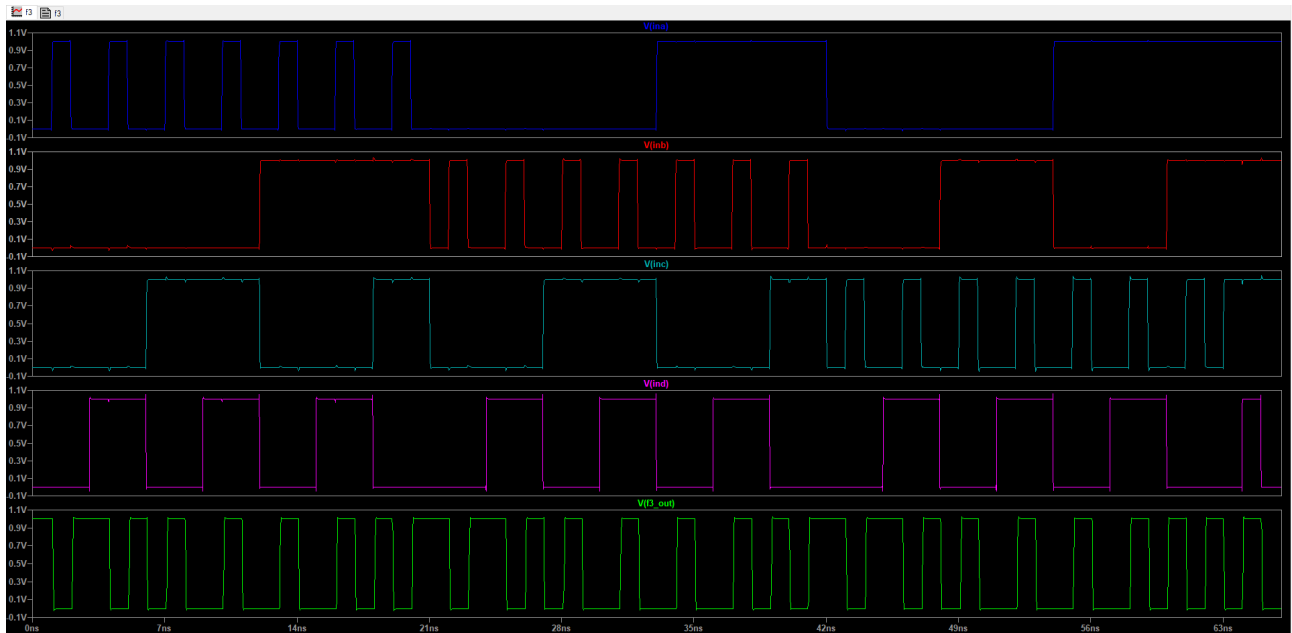 f3 f3
V(ina)
1.1V
0.9V
0.7V
0.5V
0.3V
0.1V
-0.1V
V(inb)
1.1V
0.9V
0.7V
0.5V
0.3V
0.1V
-0.1V
V(inc)
1.1V
0.9V
0.7V
0.5V
0.3V
0.1V
-0.1V
V(ind)
1.1V
0.9V
0.7V
0.5V
0.3V
0.1V
-0.1V
V(f3_out)
1.1V
0.9V
0.7V
0.5V
0.3V
0.1V
-0.1V
0ns 7ns 14ns 21ns 28ns 35ns 42ns 49ns 56ns 63ns